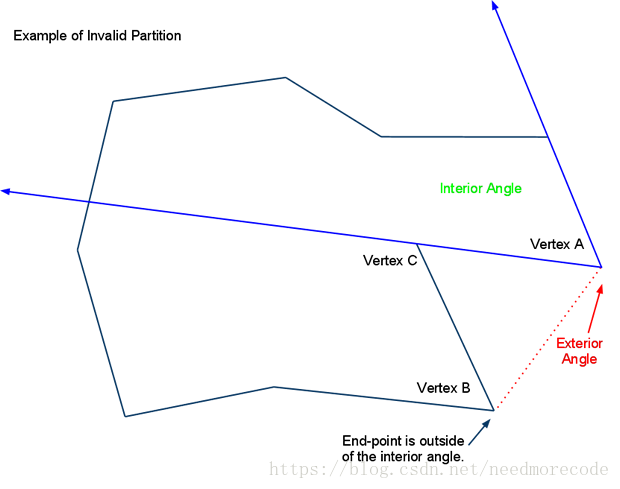 Example of Invalid Partition
Interior Angle
Vertex A
Vertex C
Exterior
Angle
Vertex B
End-point is outside
of the interior angle.
https://blog.csdn.net/needmorecode